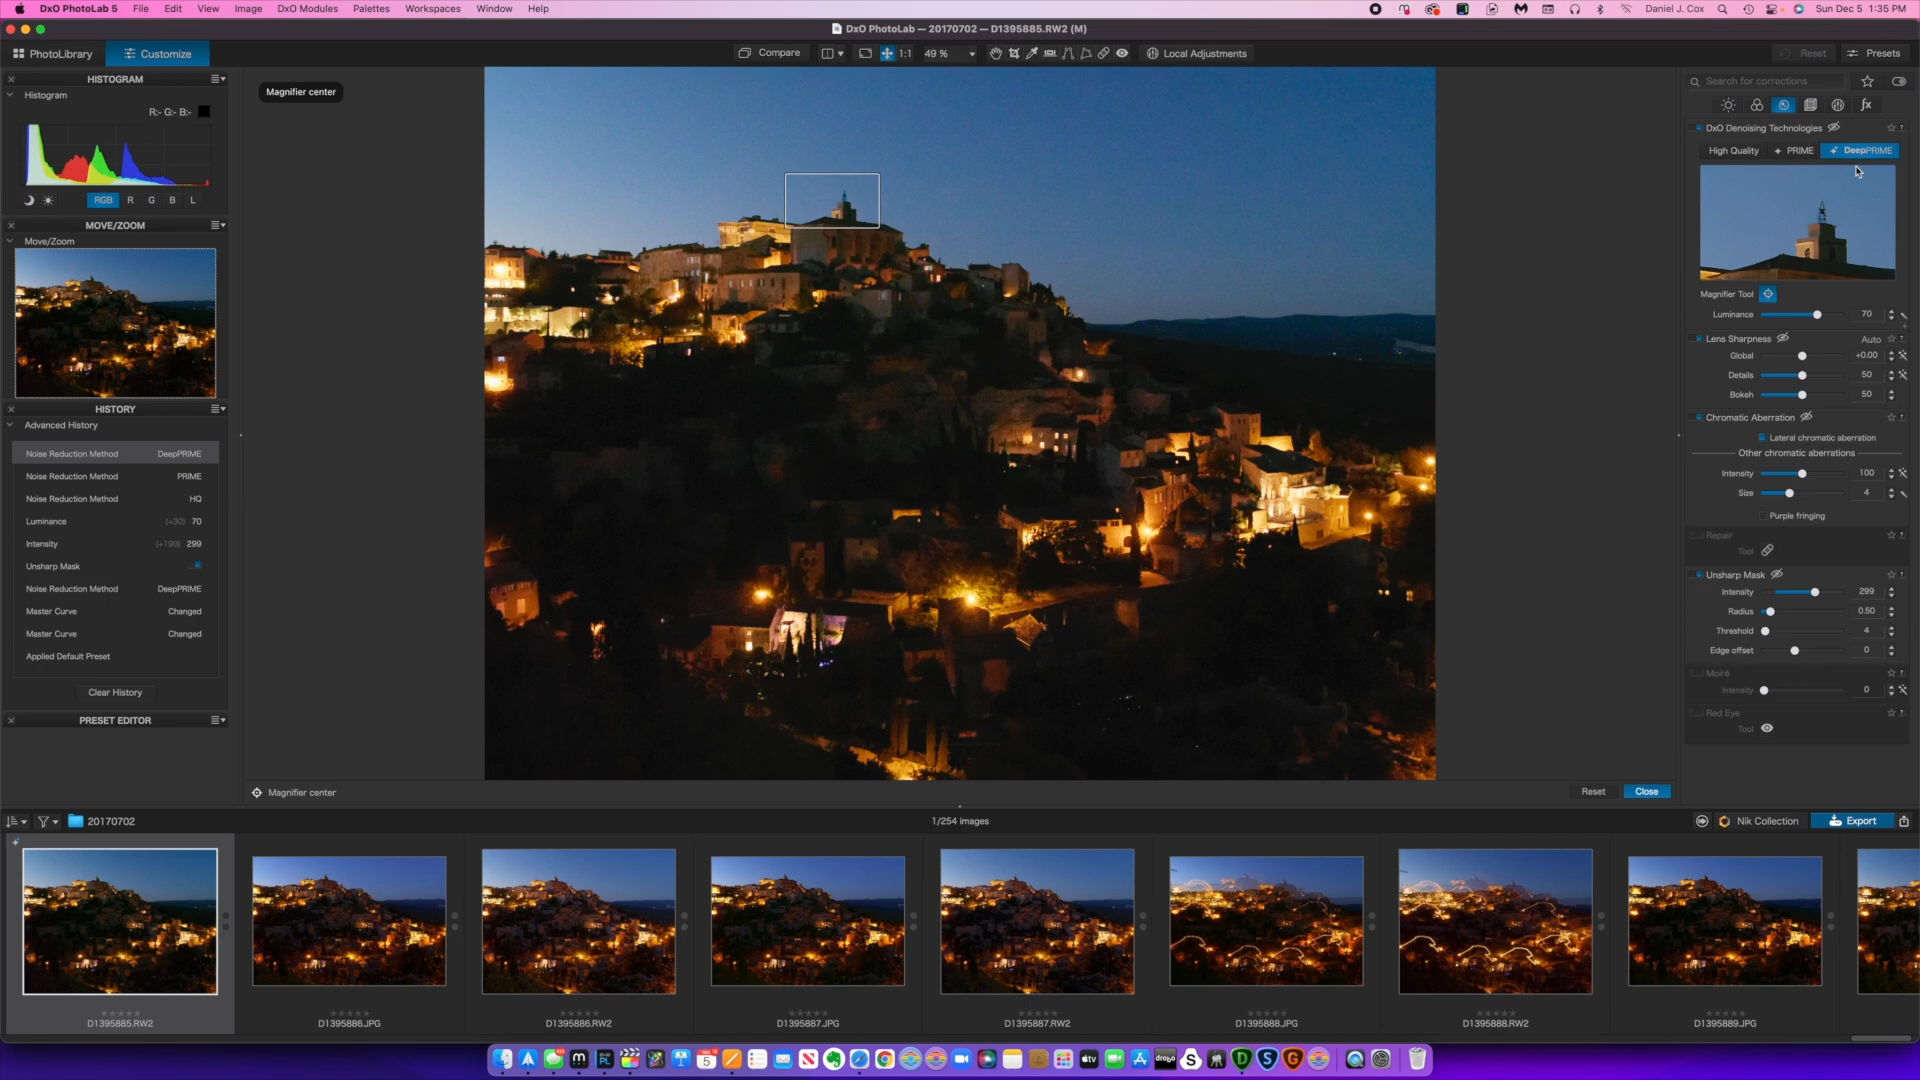 DxO PhotoLab 5 File Edit View Image DxO Modules Palettes Workspaces Window Help Daniel J. Cox Sun Dec 5 1:35 PM
DxO PhotoLab — 20170702 — D1395885.RW2 (M)
PhotoLibrary Customize Compare 1:1 49 % Local Adjustments Reset Presets
HISTOGRAM
Histogram
R:- G:- B:-
RGB R G B L
MOVE/ZOOM
Move/Zoom
HISTORY
Advanced History
Noise Reduction Method DeepPRIME
Noise Reduction Method PRIME
Noise Reduction Method HQ
Luminance (+30) 70
Intensity (+199) 299
Unsharp Mask
Noise Reduction Method DeepPRIME
Master Curve Changed
Master Curve Changed
Applied Default Preset
Clear History
PRESET EDITOR
Magnifier center
Magnifier center
Reset Close
Search for corrections
fx
DxO Denoising Technologies
High Quality PRIME DeepPRIME
Magnifier Tool
Luminance 70
Lens Sharpness Auto
Global +0.00
Details 50
Bokeh 50
Chromatic Aberration
Lateral chromatic aberration
Other chromatic aberrations
Intensity 100
Size 4
Purple fringing
Repair
Tool
Unsharp Mask
Intensity 299
Radius 0.50
Threshold 4
Edge offset 0
Moiré
Intensity 0
Red Eye
Tool
20170702 1/254 images Nik Collection Export
D1395885.RW2 D1395886.JPG D1395886.RW2 D1395887.JPG D1395887.RW2 D1395888.JPG D1395888.RW2 D1395889.JPG